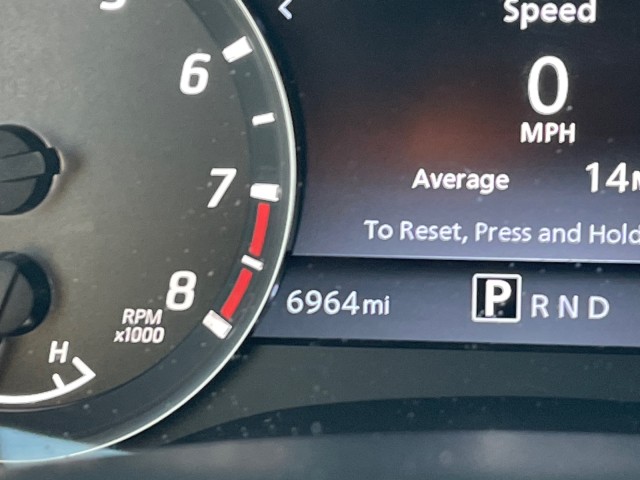 Speed
6
0
MPH
7
Average 14
To Reset, Press and Hold
8
6964mi
P R N D
RPM
x1000
H